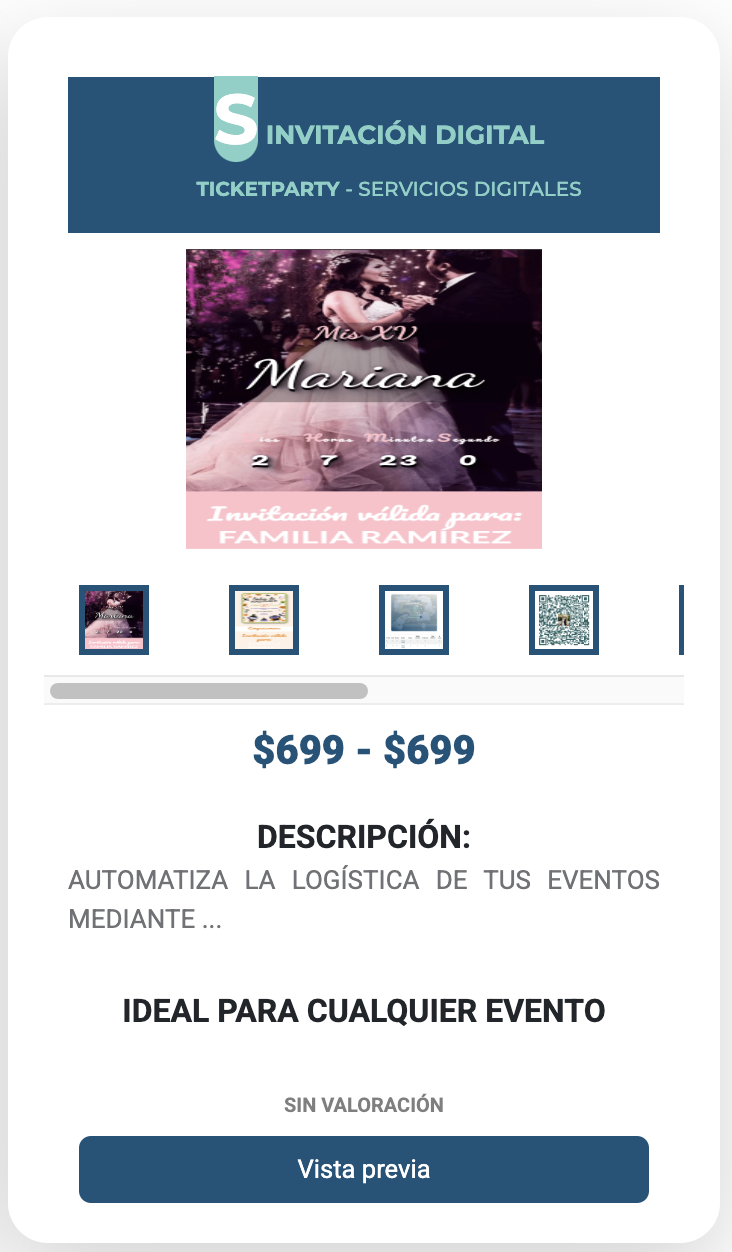 S INVITACIÓN DIGITAL
TICKETPARTY - SERVICIOS DIGITALES
Mis XV
Mariana
ias Horas Minutos Segundo
2 7 23 0
Invitación válida para:
FAMILIA RAMÍREZ
$699 - $699
DESCRIPCIÓN:
AUTOMATIZA LA LOGÍSTICA DE TUS EVENTOS
MEDIANTE ...
IDEAL PARA CUALQUIER EVENTO
SIN VALORACIÓN
Vista previa